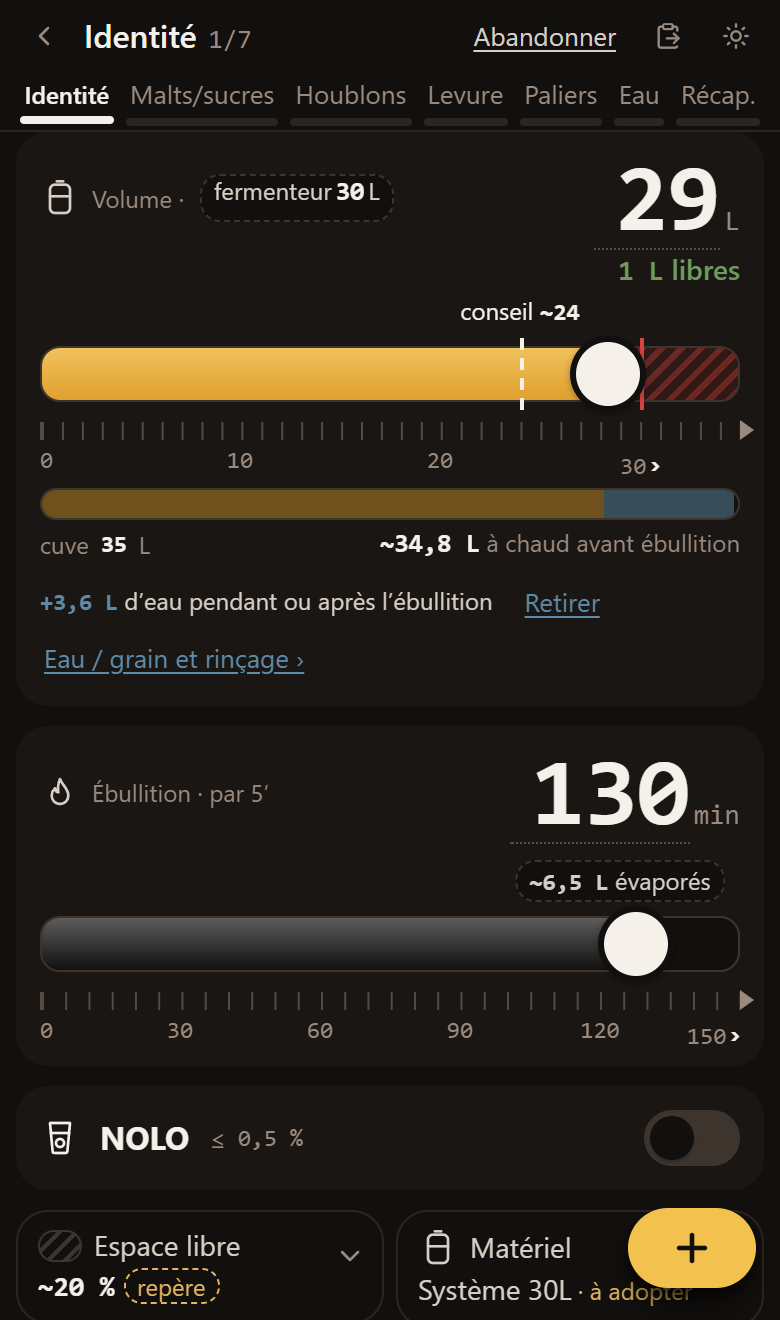 Identité 1/7 Abandonner
Identité Malts/sucres Houblons Levure Paliers Eau Récap.
Volume · fermenteur 30 L 29 L
1 L libres
conseil ~24
0 10 20 30 ›
cuve 35 L ~34,8 L à chaud avant ébullition
+3,6 L d’eau pendant ou après l’ébullition Retirer
Eau / grain et rinçage ›
Ébullition · par 5′ 130 min
~6,5 L évaporés
0 30 60 90 120 150 ›
NOLO ≤ 0,5 %
Espace libre
~20 % repère
Matériel
Système 30L · à adopter